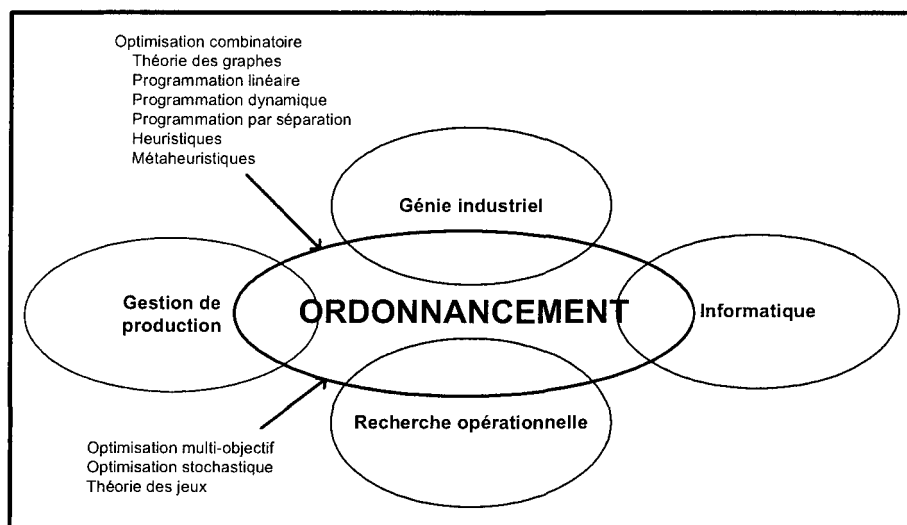 Optimisation combinatoire
Théorie des graphes
Programmation linéaire
Programmation dynamique
Programmation par séparation
Heuristiques
Métaheuristiques
Génie industriel
Gestion de
production
ORDONNANCEMENT
Informatique
Recherche opérationnelle
Optimisation multi-objectif
Optimisation stochastique
Théorie des jeux